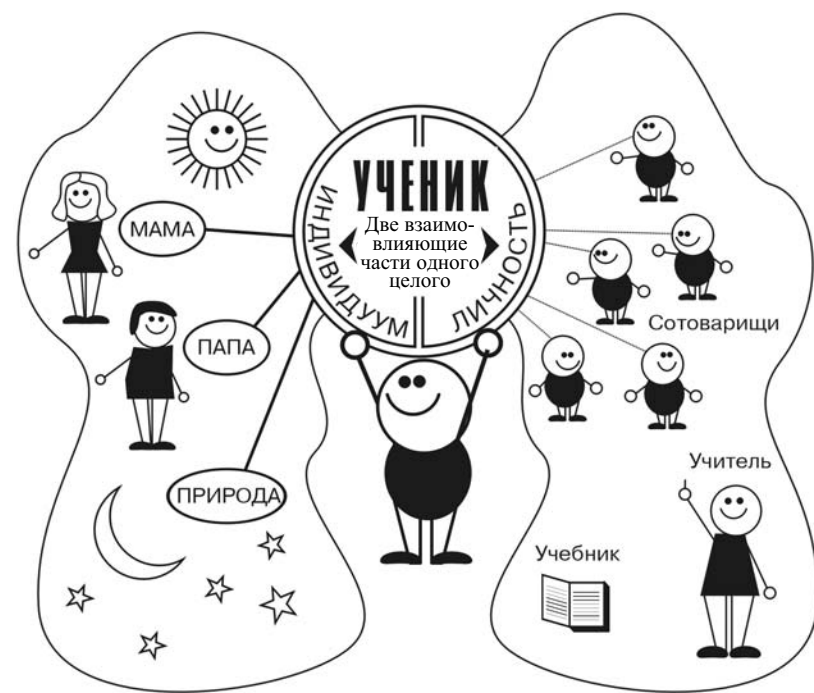 УЧЕНИК
Две взаимо-
влияющие
части одного
целого
ИНДИВИДУУМ
ЛИЧНОСТЬ
МАМА
ПАПА
ПРИРОДА
Сотоварищи
Учитель
Учебник